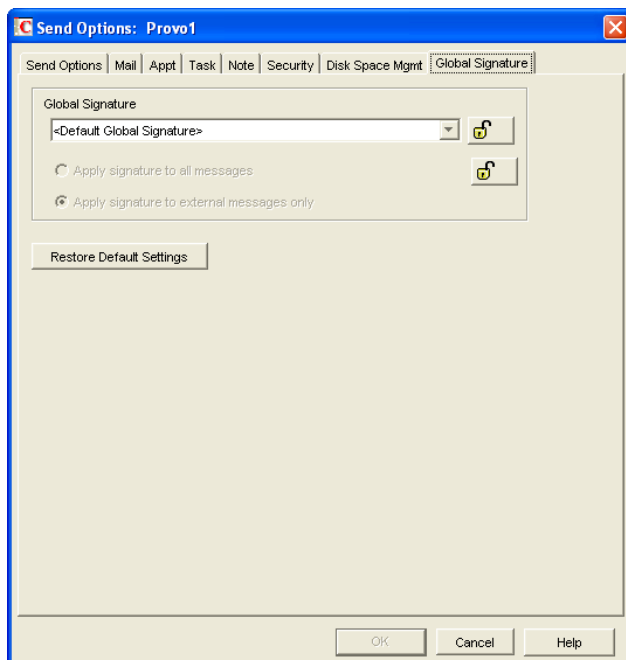 Send Options: Provo1
Send Options Mail Appt Task Note Security Disk Space Mgmt Global Signature
Global Signature
<Default Global Signature>
Apply signature to all messages
Apply signature to external messages only
Restore Default Settings
OK Cancel Help